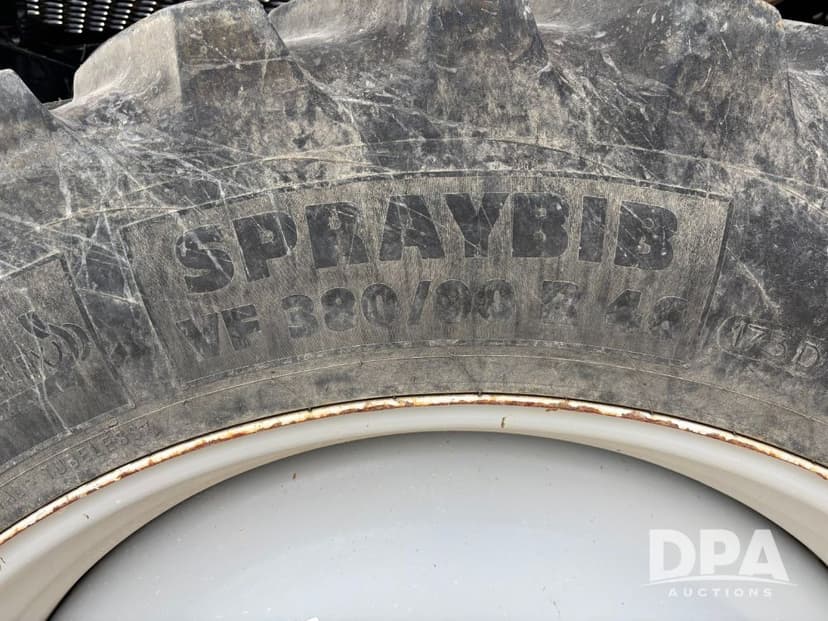 SPRAYBIB
VF 380/90 R 46
173D
DPA
AUCTIONS